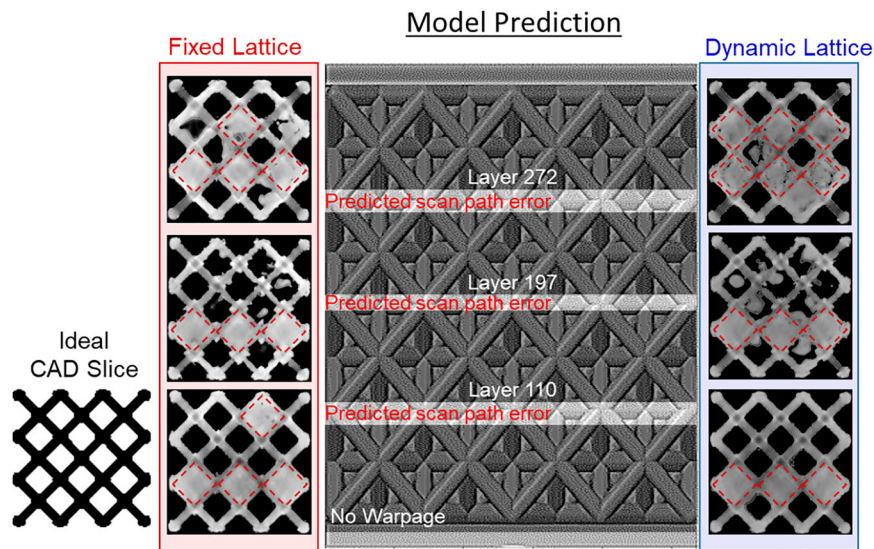 Model Prediction
Fixed Lattice
Dynamic Lattice
Layer 272
Predicted scan path error
Layer 197
Predicted scan path error
Ideal
CAD Slice
Layer 110
Predicted scan path error
No Warpage